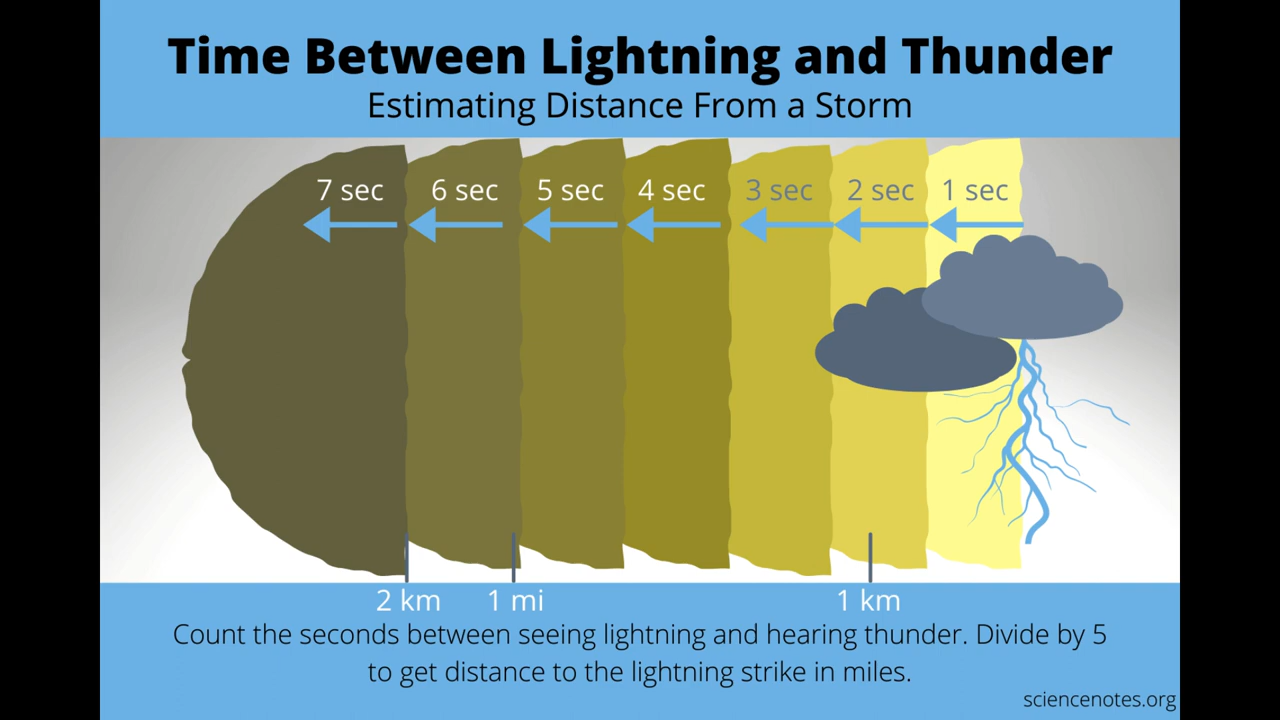 Time Between Lightning and Thunder
Estimating Distance From a Storm
7 sec 6 sec 5 sec 4 sec 3 sec 2 sec 1 sec
2 km 1 mi 1 km
Count the seconds between seeing lightning and hearing thunder. Divide by 5
to get distance to the lightning strike in miles.
sciencenotes.org